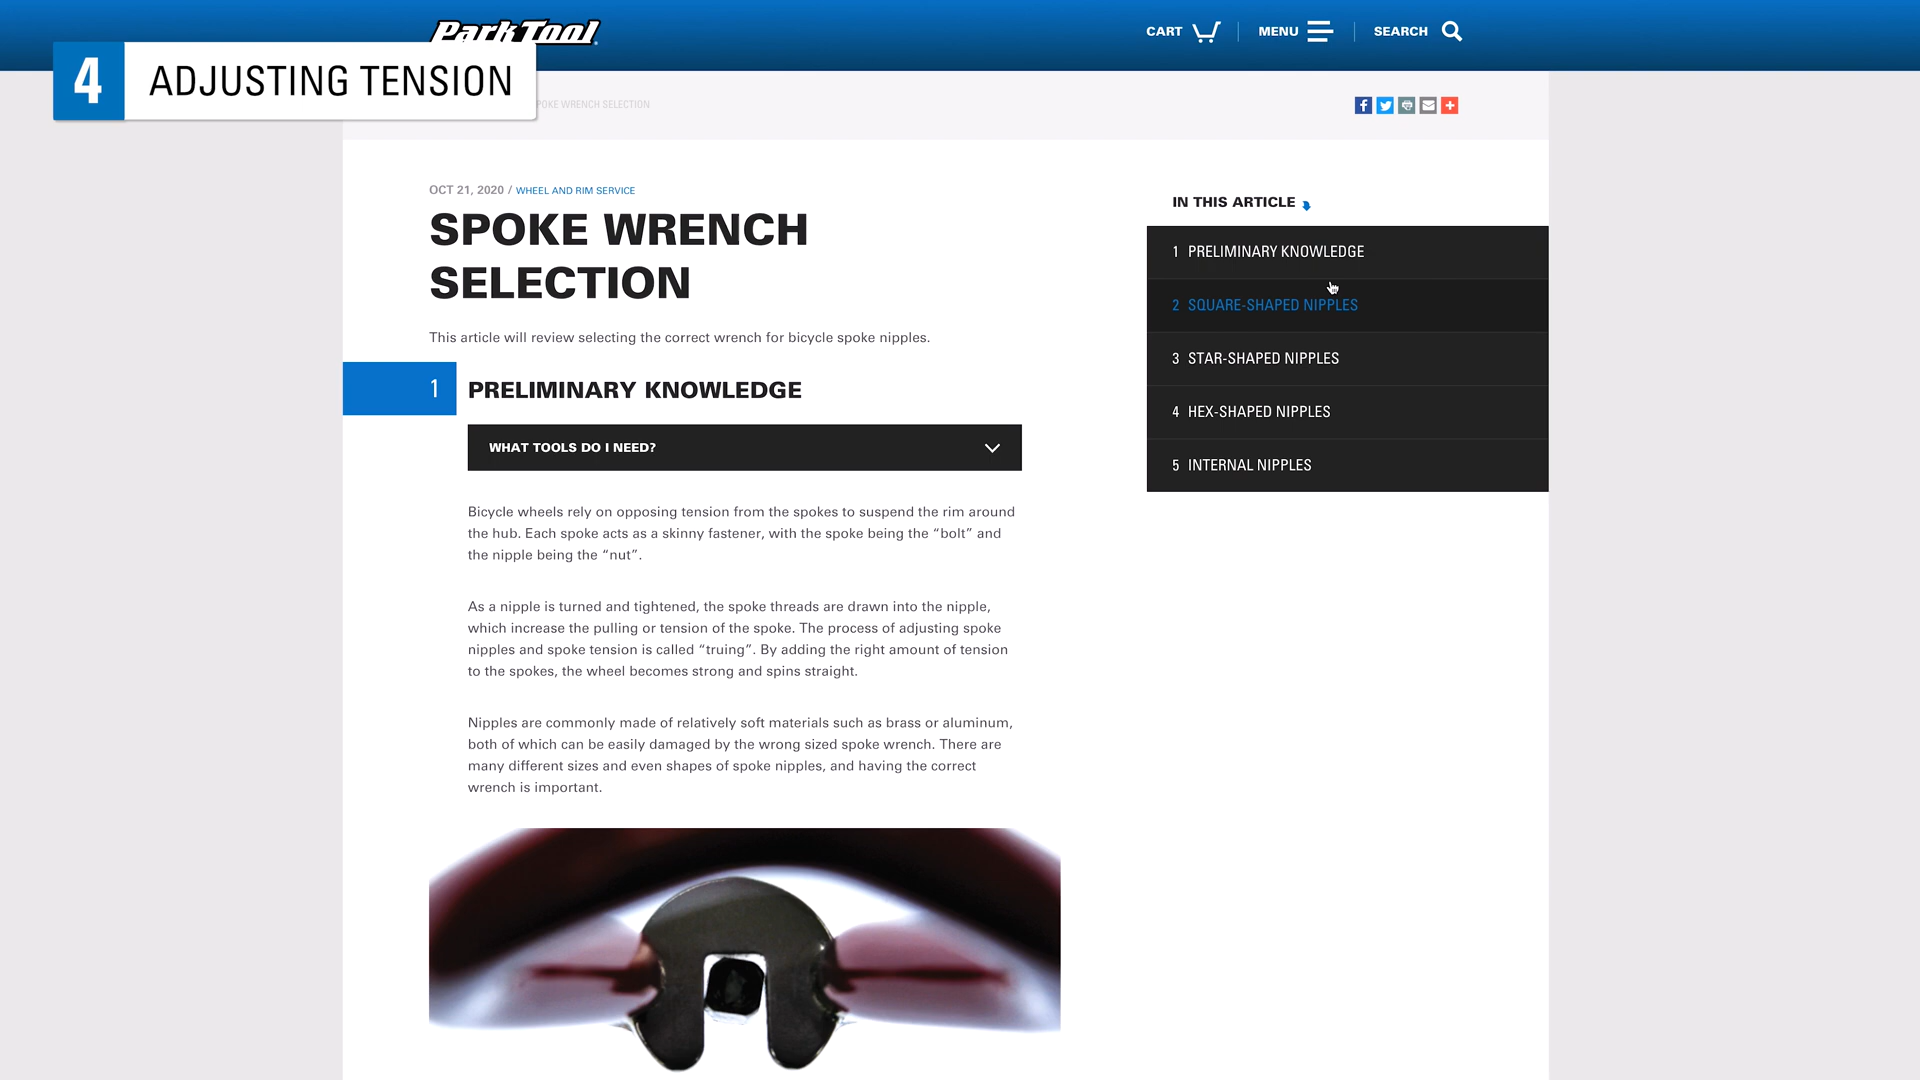 ParkTool
CART
MENU
SEARCH
4 ADJUSTING TENSION
SPOKE WRENCH SELECTION
OCT 21, 2020 / WHEEL AND RIM SERVICE
SPOKE WRENCH
SELECTION
This article will review selecting the correct wrench for bicycle spoke nipples.
1 PRELIMINARY KNOWLEDGE
WHAT TOOLS DO I NEED?
Bicycle wheels rely on opposing tension from the spokes to suspend the rim around
the hub. Each spoke acts as a skinny fastener, with the spoke being the “bolt” and
the nipple being the “nut”.
As a nipple is turned and tightened, the spoke threads are drawn into the nipple,
which increase the pulling or tension of the spoke. The process of adjusting spoke
nipples and spoke tension is called “truing”. By adding the right amount of tension
to the spokes, the wheel becomes strong and spins straight.
Nipples are commonly made of relatively soft materials such as brass or aluminum,
both of which can be easily damaged by the wrong sized spoke wrench. There are
many different sizes and even shapes of spoke nipples, and having the correct
wrench is important.
IN THIS ARTICLE
1 PRELIMINARY KNOWLEDGE
2 SQUARE-SHAPED NIPPLES
3 STAR-SHAPED NIPPLES
4 HEX-SHAPED NIPPLES
5 INTERNAL NIPPLES